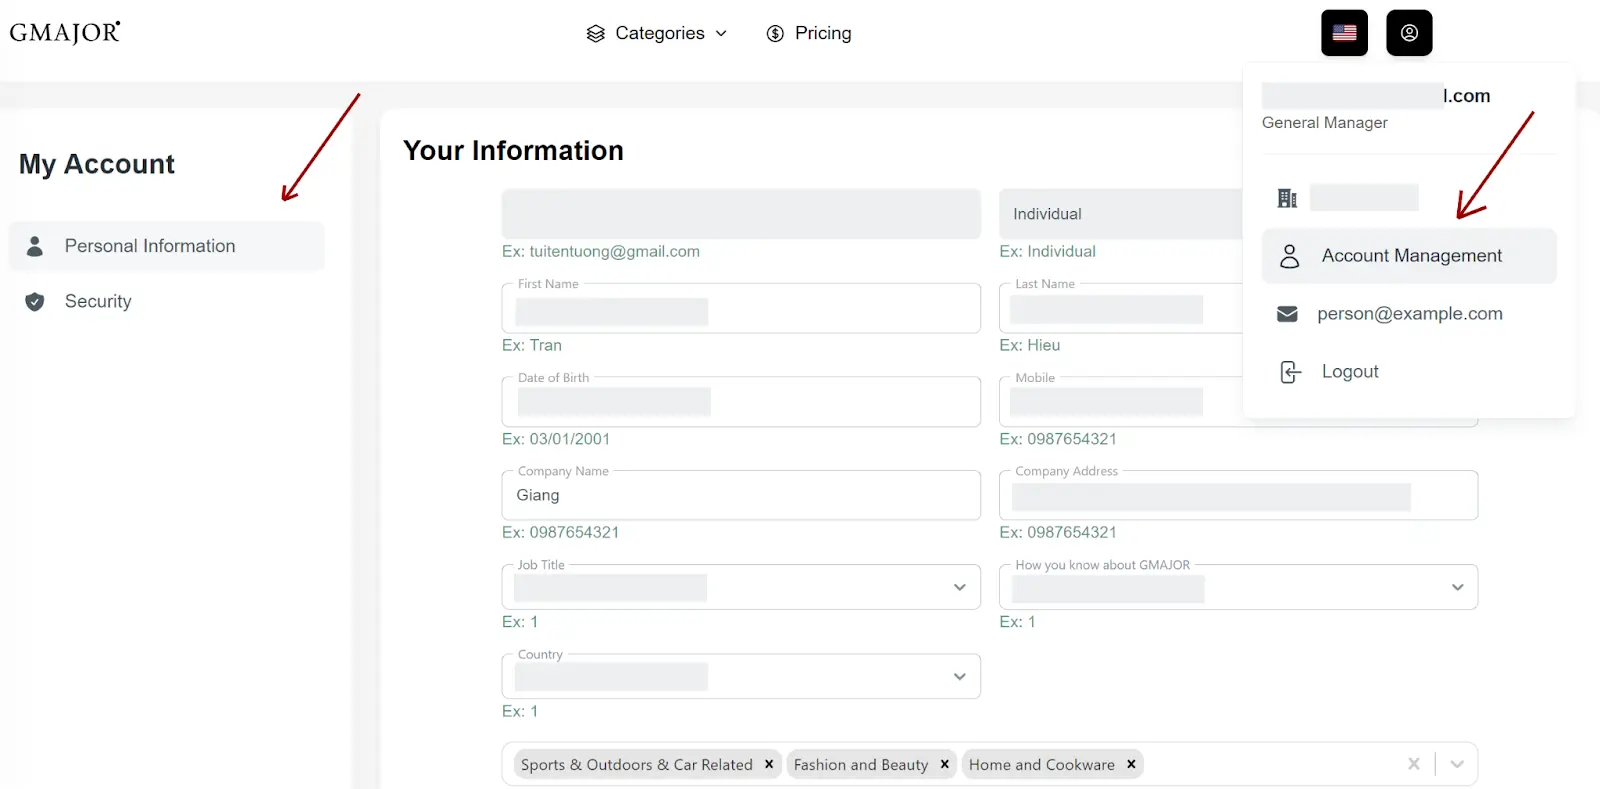 GMAJOR
Categories
Pricing
l.com
General Manager
Account Management
person@example.com
Logout
My Account
Personal Information
Security
Your Information
Individual
Ex: tuitentuong@gmail.com
Ex: Individual
First Name
Last Name
Ex: Tran
Ex: Hieu
Date of Birth
Mobile
Ex: 03/01/2001
Ex: 0987654321
Company Name
Giang
Company Address
Ex: 0987654321
Ex: 0987654321
Job Title
How you know about GMAJOR
Ex: 1
Ex: 1
Country
Ex: 1
Sports & Outdoors & Car Related × Fashion and Beauty × Home and Cookware ×